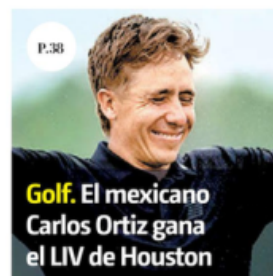 P.38
Golf. El mexicano
Carlos Ortiz gana
el LIV de Houston